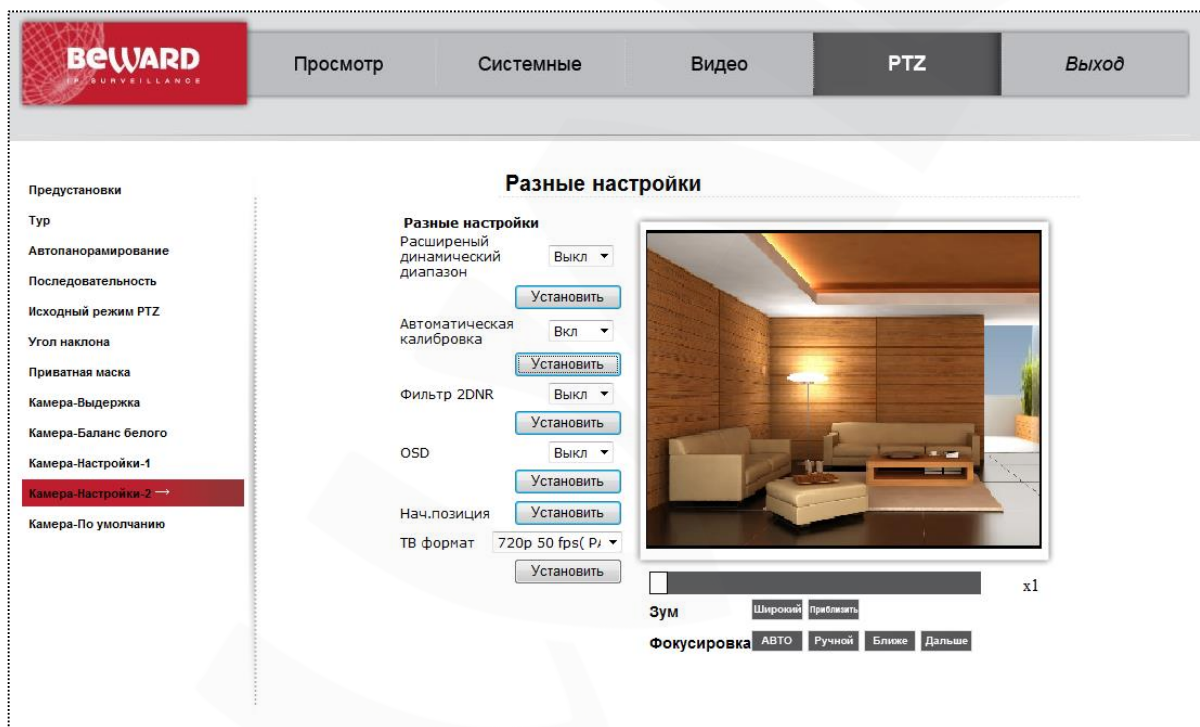 BEWARD
IP SURVEILLANCE
Просмотр
Системные
Видео
PTZ
Выход
Предустановки
Тур
Автопанорамирование
Последовательность
Исходный режим PTZ
Угол наклона
Приватная маска
Камера-Выдержка
Камера-Баланс белого
Камера-Настройки-1
Камера-Настройки-2 →
Камера-По умолчанию
Разные настройки
Разные настройки
Расширеный
динамический
диапазон
Выкл
Установить
Автоматическая
калибровка
Вкл
Установить
Фильтр 2DNR
Выкл
Установить
OSD
Выкл
Установить
Нач.позиция
Установить
ТВ формат
720p 50 fps( PA
Установить
x1
Зум
Широкий
Приблизить
Фокусировка
АВТО
Ручной
Ближе
Дальше